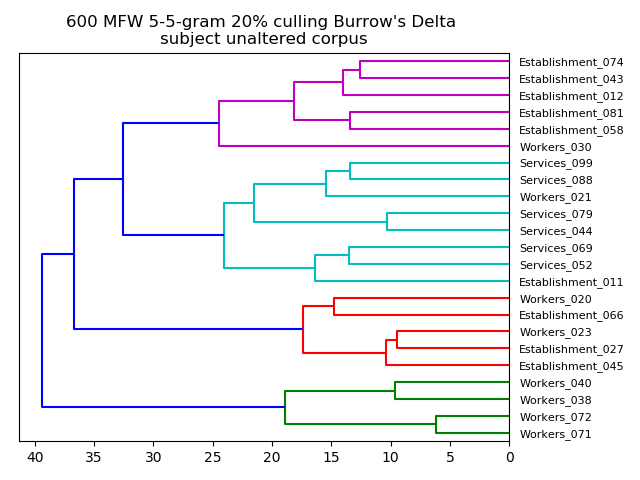 600 MFW 5-5-gram 20% culling Burrow's Delta
subject unaltered corpus
Establishment_074
Establishment_043
Establishment_012
Establishment_081
Establishment_058
Workers_030
Services_099
Services_088
Workers_021
Services_079
Services_044
Services_069
Services_052
Establishment_011
Workers_020
Establishment_066
Workers_023
Establishment_027
Establishment_045
Workers_040
Workers_038
Workers_072
Workers_071
40 35 30 25 20 15 10 5 0